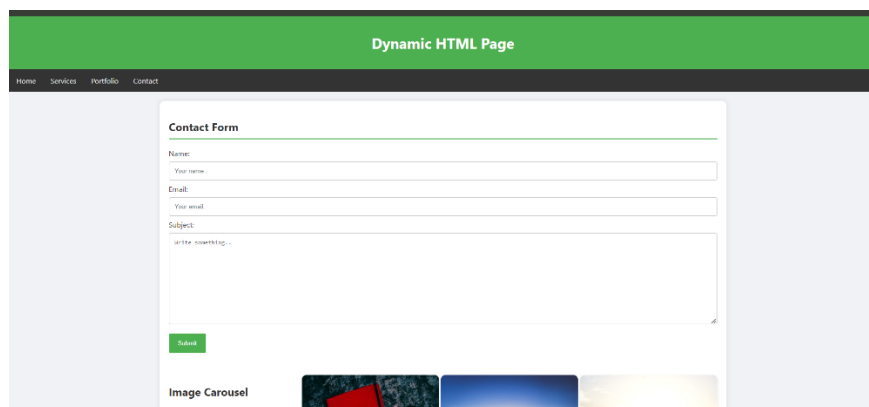 Dynamic HTML Page
Home Services Portfolio Contact
Contact Form
Name:
Your name..
Email:
Your email..
Subject:
Write something..
Submit
Image Carousel